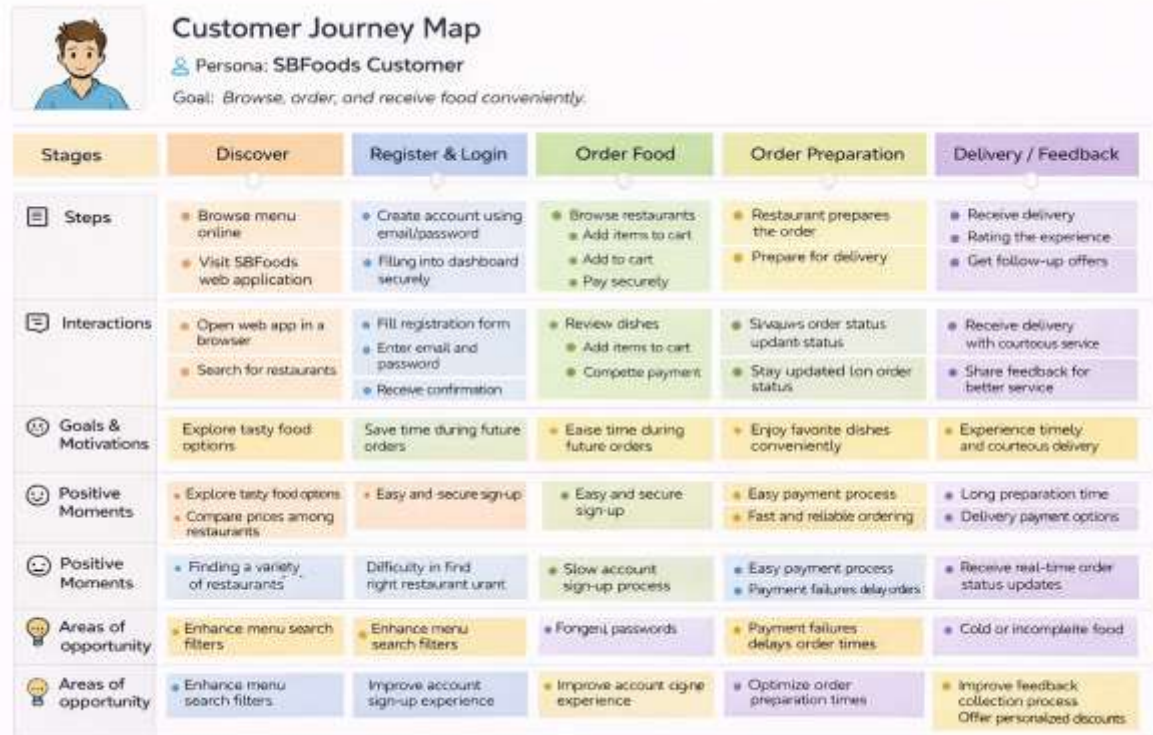 Customer Journey Map
Persona: SBFoods Customer
Goal: Browse, order, and receive food conveniently.
Stages
Discover
Register & Login
Order Food
Order Preparation
Delivery / Feedback
Steps
Browse menu
online
Visit SBFoods
web application
Create account using
email/password
Filling into dashboard
securely
Browse restaurants
Add items to cart
Add to cart
Pay securely
Restaurant prepares
the order
Prepare for delivery
Receive delivery
Rating the experience
Get follow-up offers
Interactions
Open web app in a
browser
Search for restaurants
Fill registration form
Enter email and
password
Receive confirmation
Review dishes
Add items to cart
payment
order status
status
Stay updated order
status
Receive delivery
with courteous service
Share feedback for
better service
Goals &
Motivations
Explore tasty food
options
Save time during future
orders
time during
future orders
Enjoy favorite dishes
conveniently
Experience timely
and courteous delivery
Positive
Moments
Explore tasty food options
Compare prices among
restaurants
Easy and secure sign-up
Easy and secure
sign-up
Easy payment process
Fast and reliable ordering
Long preparation time
Delivery payment options
Positive
Moments
Finding a variety
of restaurants
Difficulty in find
right restaurant urant
Slow account
sign-up process
Easy payment process
Payment failures delay orders
Receive real-time order
status updates
Areas of
opportunity
Enhance menu search
filters
Enhance menu
search filters
passwords
Payment failures
delays order times
Cold or incomplete food
Areas of
opportunity
Enhance menu
search filters
Improve account
sign-up experience
Improve account
experience
Optimize order
preparation times
Improve feedback
collection process
Offer personalized discounts